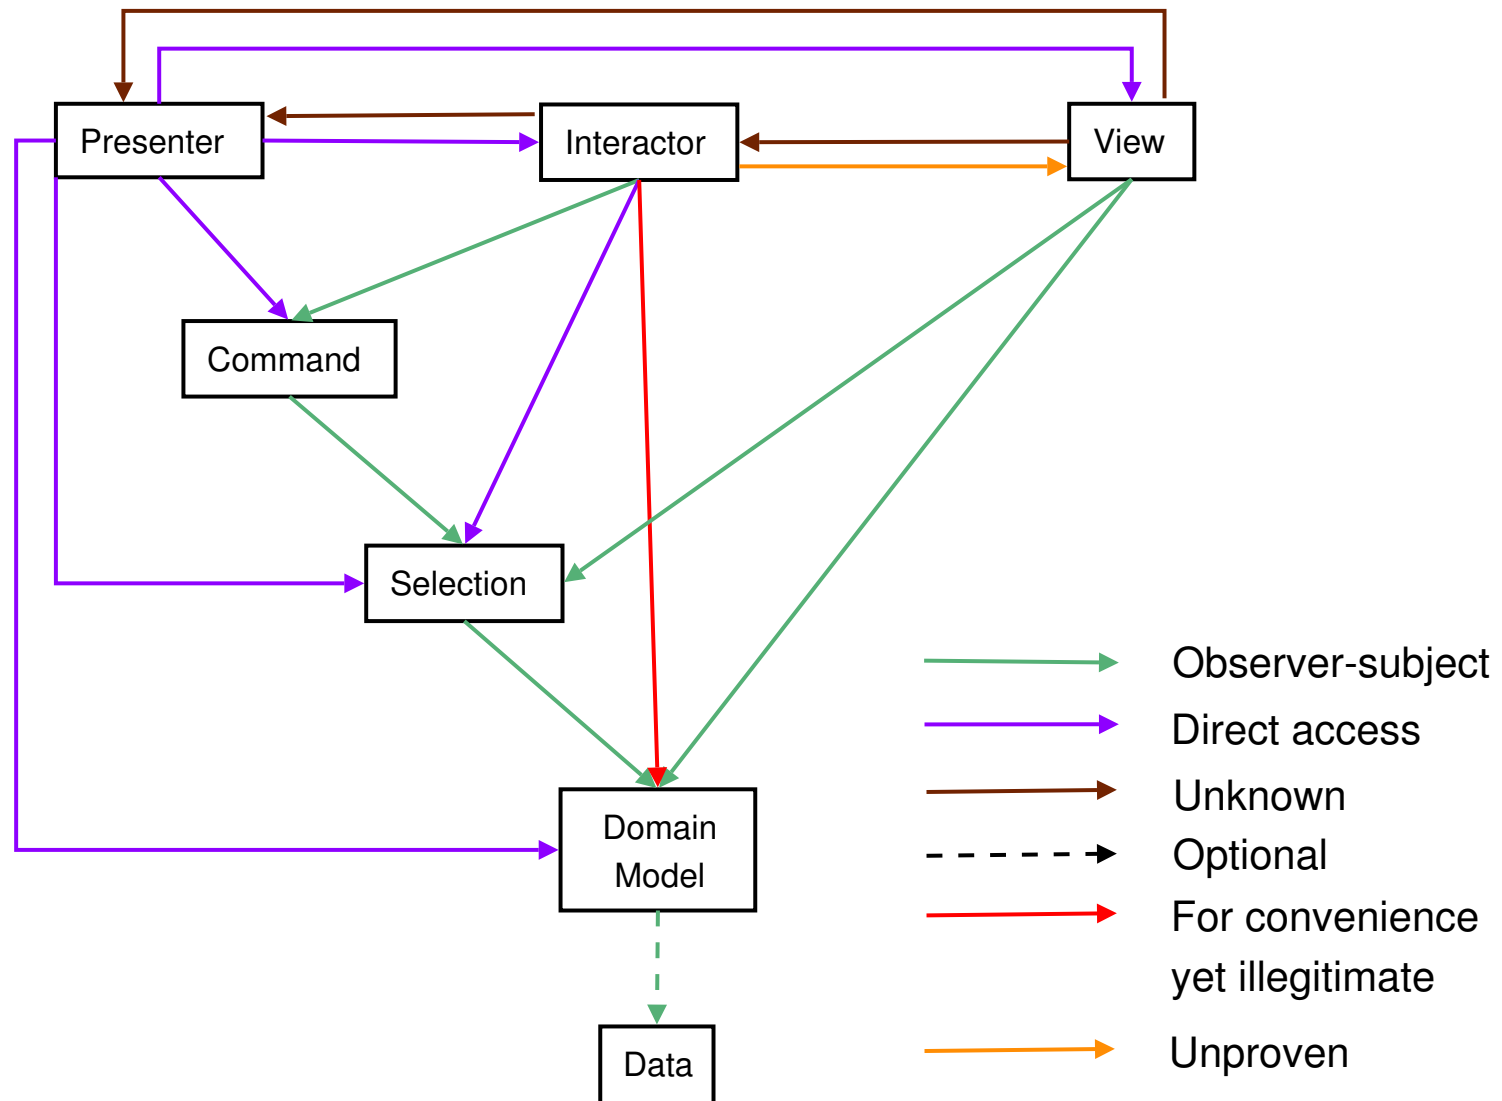 Presenter
Interactor
View
Command
Selection
Domain
Model
Data
Observer-subject
Direct access
Unknown
Optional
For convenience
yet illegitimate
Unproven